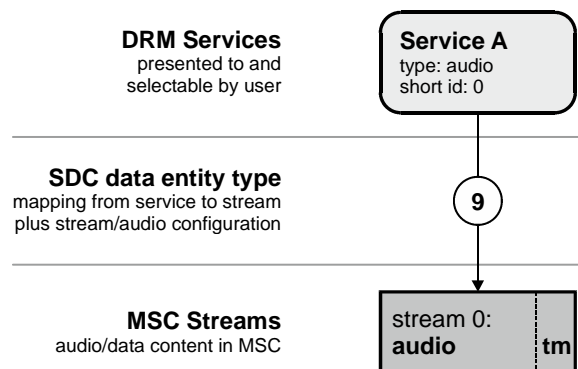 DRM Services
presented to and
selectable by user
Service A
type: audio
short id: 0
SDC data entity type
mapping from service to stream
plus stream/audio configuration
9
MSC Streams
audio/data content in MSC
stream 0:
audio
tm